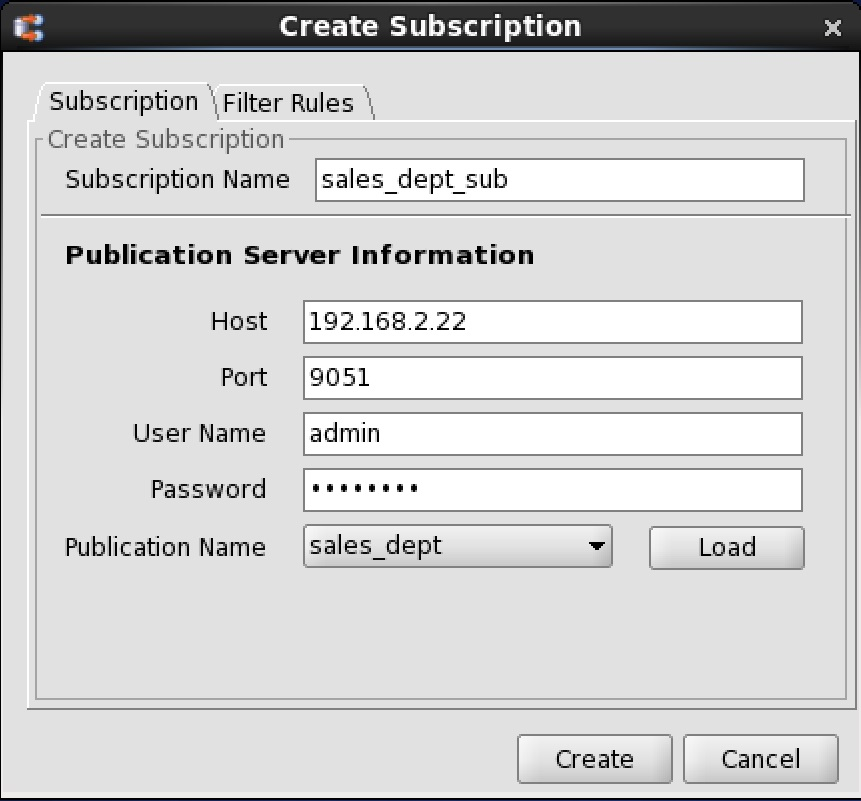 Create Subscription
Subscription Filter Rules
Create Subscription
Subscription Name sales_dept_sub
Publication Server Information
Host 192.168.2.22
Port 9051
User Name admin
Password ••••••••
Publication Name sales_dept Load
Create Cancel